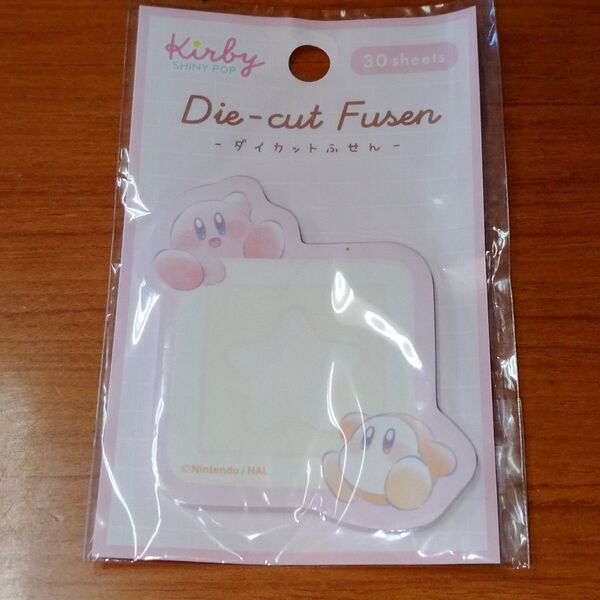 Kirby
SHINY POP
30 sheets
Die-cut Fusen
- ダイカットふせん -
©Nintendo / HAL